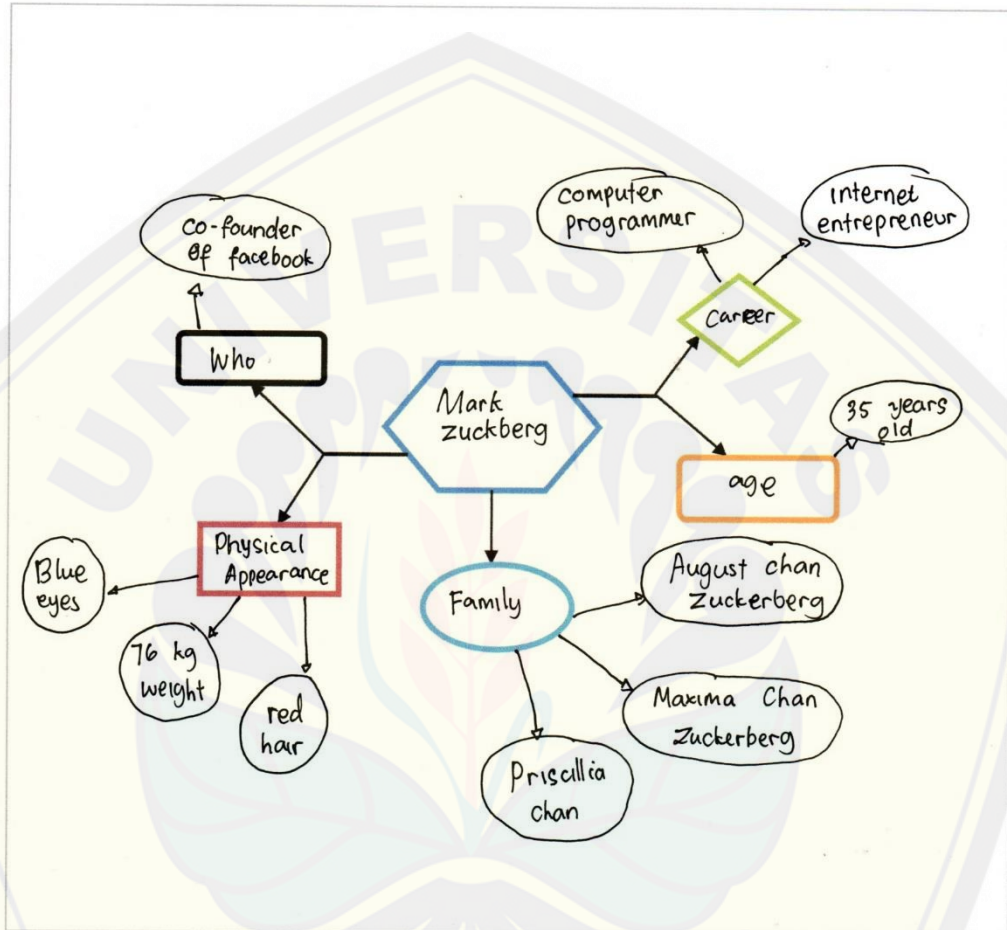 UNIVERSITAS
co-founder
of facebook
Who
computer
programmer
internet
entrepreneur
Career
Mark
zuckberg
35 years
old
age
Physical
Appearance
Blue
eyes
76 kg
weight
red
hair
Family
August chan
zuckerberg
Maxima Chan
zuckerberg
Priscillia
chan